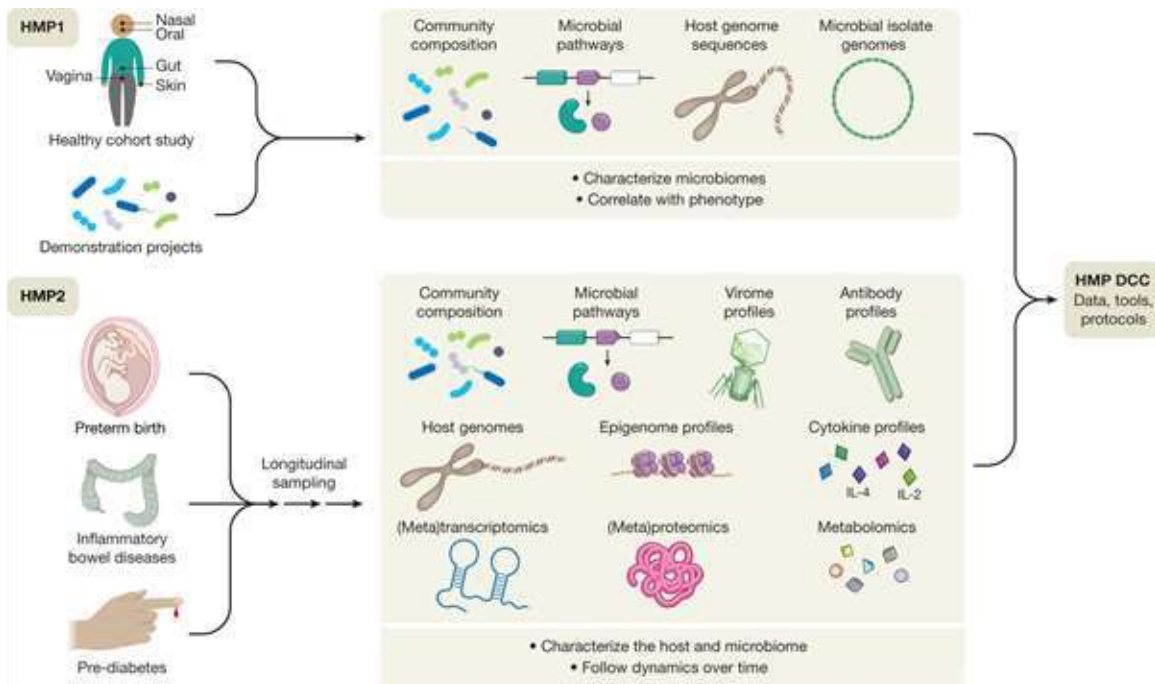 HMP1
Nasal
Oral
Gut
Vagina
Skin
Healthy cohort study
Demonstration projects
Community
composition
Microbial
pathways
Host genome
sequences
Microbial isolate
genomes
• Characterize microbiomes
• Correlate with phenotype
HMP2
Preterm birth
Inflammatory
bowel diseases
Pre-diabetes
Longitudinal
sampling
Community
composition
Microbial
pathways
Virome
profiles
Antibody
profiles
Host genomes
Epigenome profiles
Cytokine profiles
IL-4
IL-2
(Meta)transcriptomics
(Meta)proteomics
Metabolomics
• Characterize the host and microbiome
• Follow dynamics over time
HMP DCC
Data, tools,
protocols